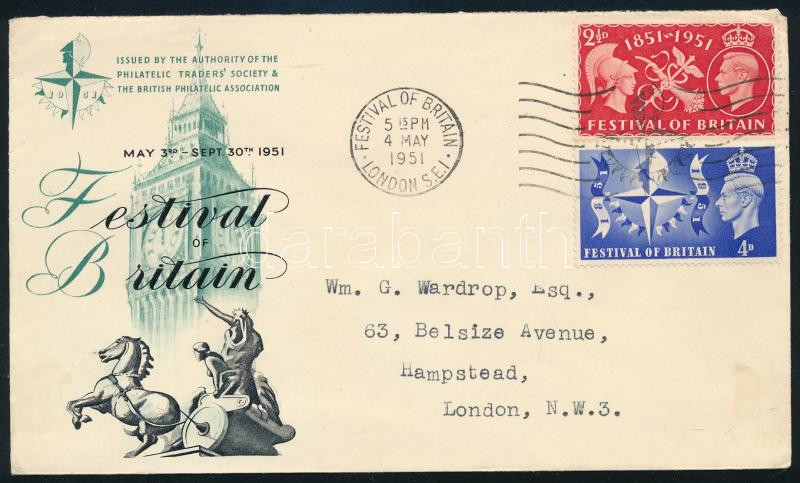 ISSUED BY THE AUTHORITY OF THE
PHILATELIC TRADERS' SOCIETY &
THE BRITISH PHILATELIC ASSOCIATION
1951
MAY 3RD – SEPT. 30TH 1951
Festival
OF
Britain
FESTIVAL OF BRITAIN
5 15 PM
4 MAY
1951
· LONDON S.E.1 ·
2½D
1851–1951
FESTIVAL OF BRITAIN
1851
1951
FESTIVAL OF BRITAIN
4D
Wm. G. Wardrop, Esq.,
63, Belsize Avenue,
Hampstead,
London, N.W.3.
darabanth